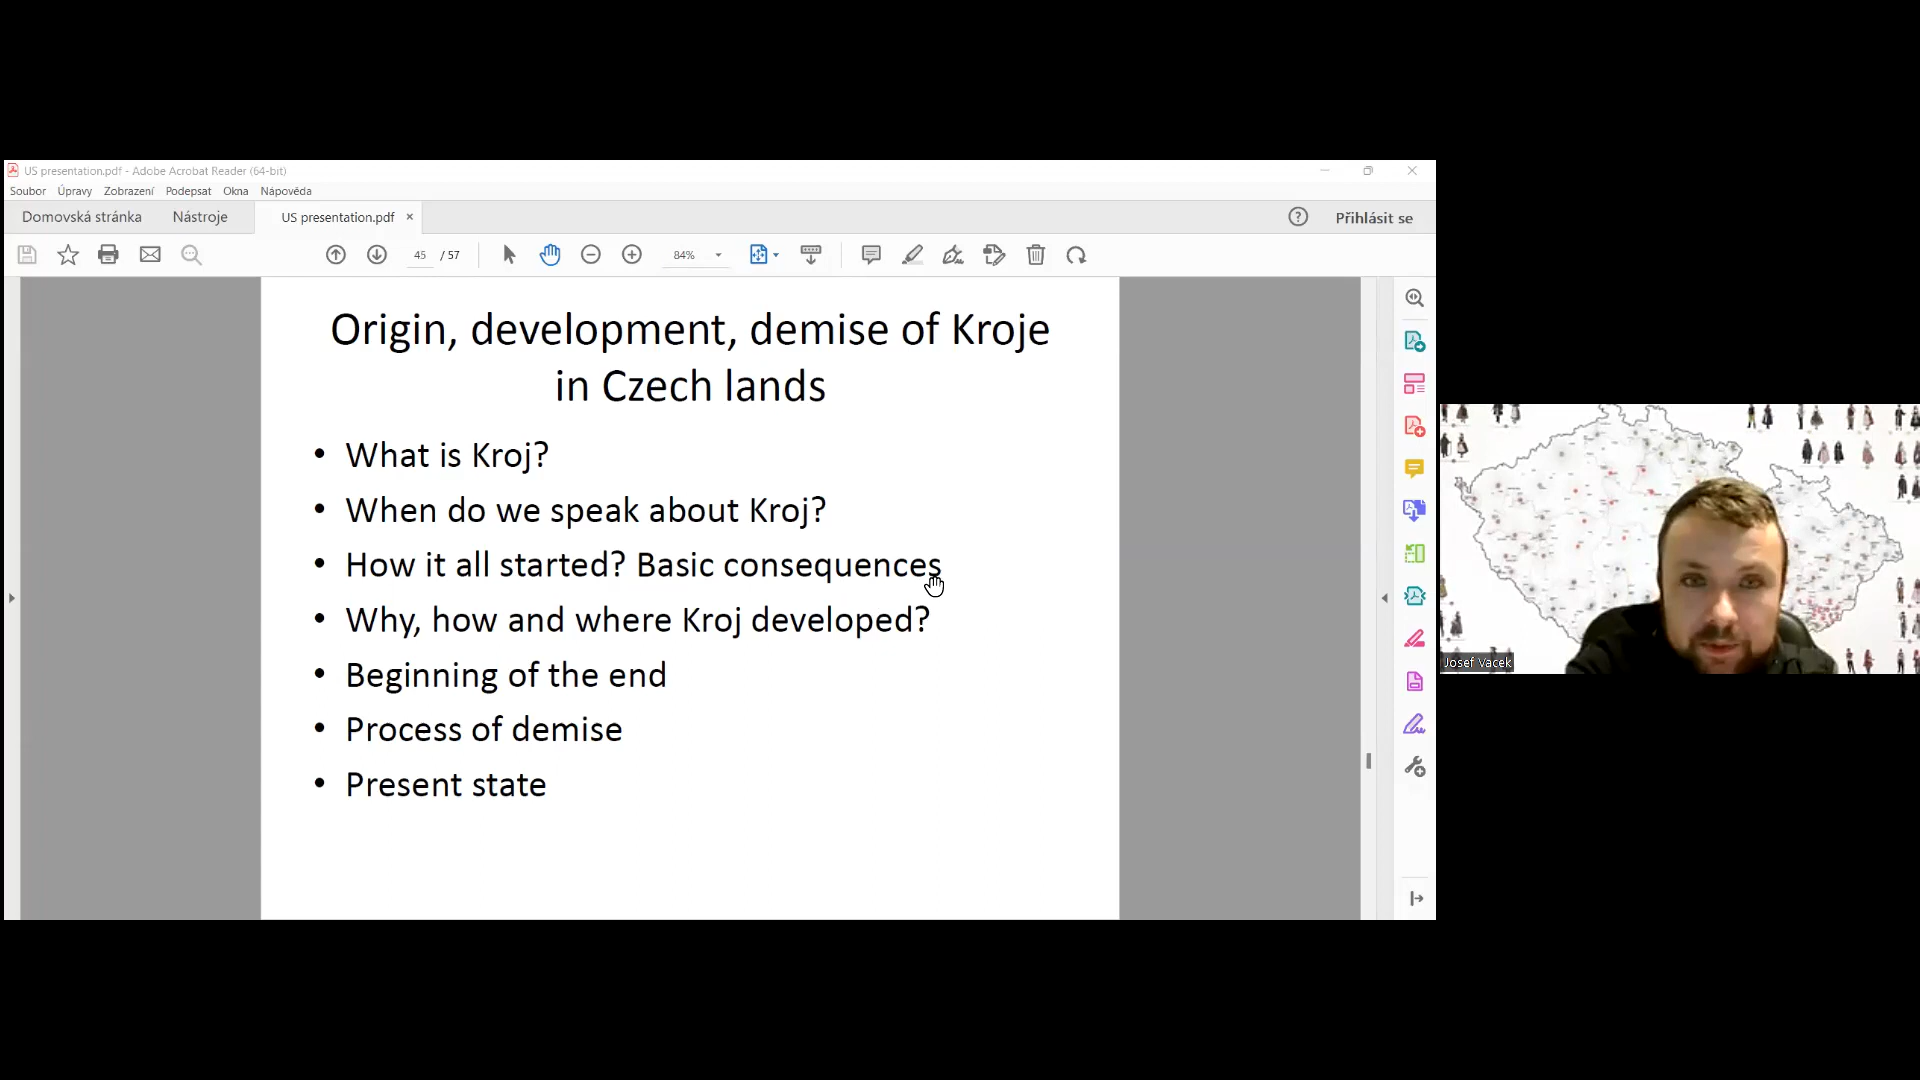 US presentation.pdf - Adobe Acrobat Reader (64-bit)
Soubor Úpravy Zobrazení Podepsat Okna Nápověda
Domovská stránka Nástroje US presentation.pdf × Přihlásit se
45 / 57 84%
Origin, development, demise of Kroje
in Czech lands
• What is Kroj?
• When do we speak about Kroj?
• How it all started? Basic consequences
• Why, how and where Kroj developed?
• Beginning of the end
• Process of demise
• Present state
Josef Vacek